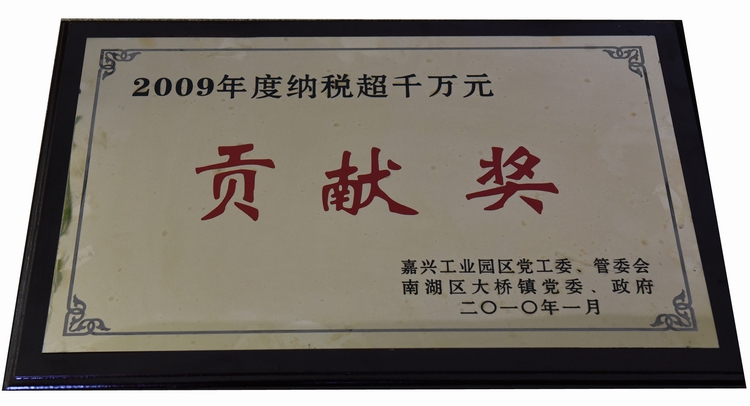 2009年度纳税超千万元
贡献奖
嘉兴工业园区党工委、管委会
南湖区大桥镇党委、政府
二〇一〇年一月